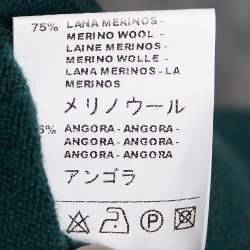 75% LANA MERINOS -
MERINO WOOL -
LAINE MERINOS -
MERINO WOLLE -
LANA MERINOS - LA
MERINOS
メリノウール
ANGORA - ANGORA -
ANGORA - ANGORA -
ANGORA - ANGORA
アンゴラ